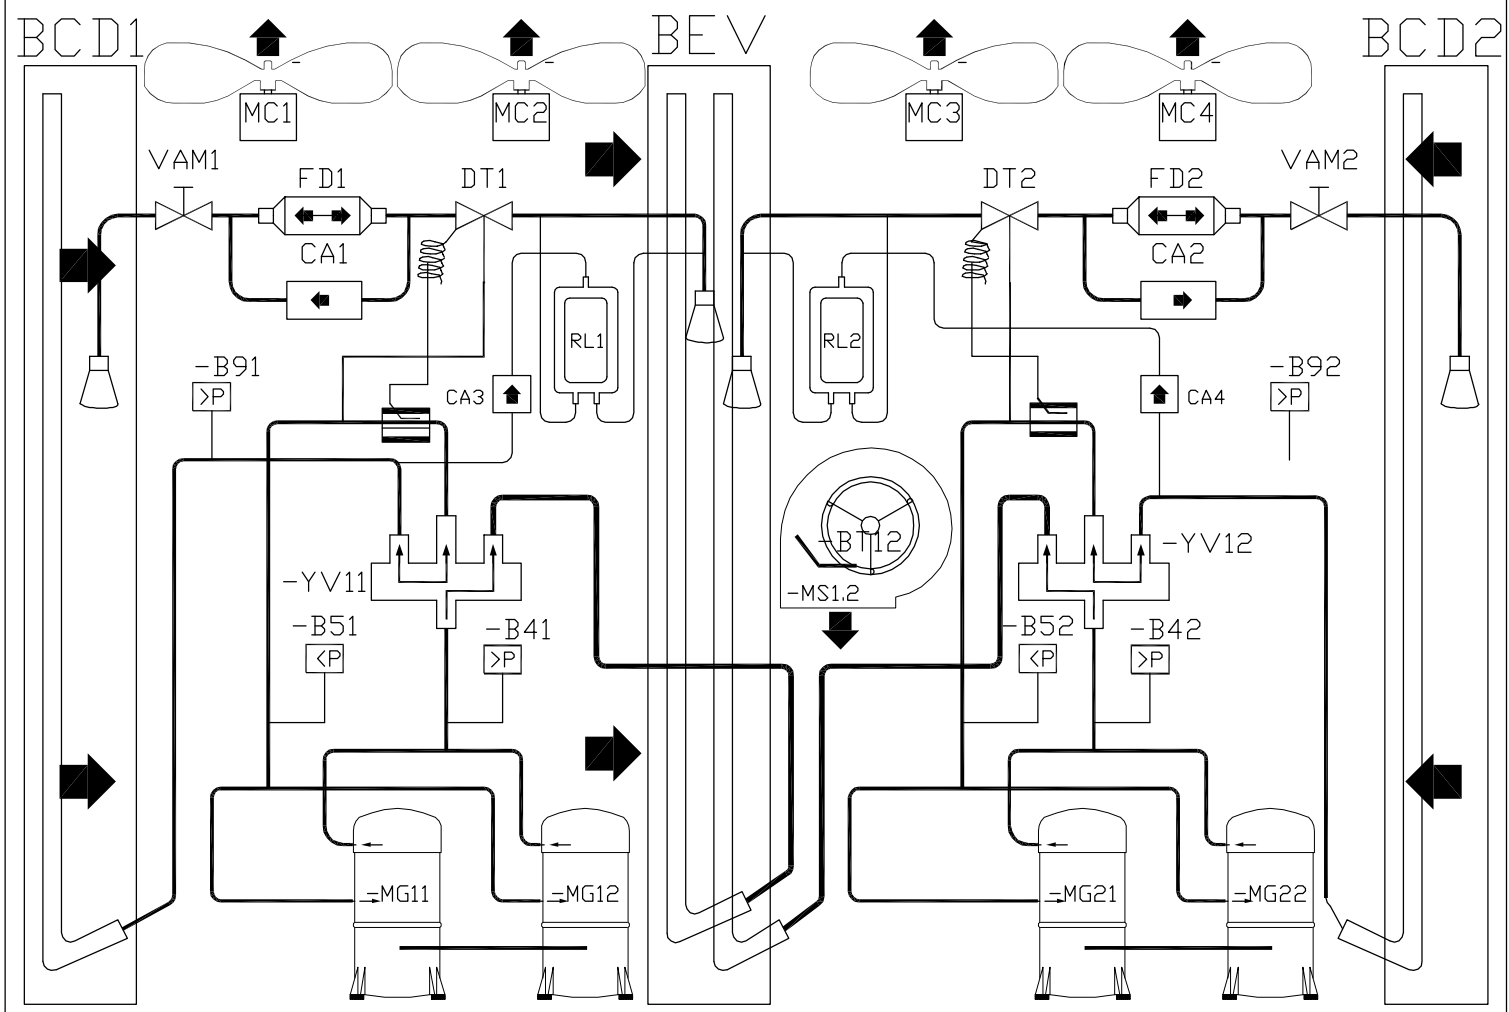 BCD1
BEV
BCD2
MC1
MC2
MC3
MC4
VAM1
FD1
DT1
DT2
FD2
VAM2
CA1
CA2
RL1
RL2
-B91
>P
CA3
CA4
-B92
>P
-BT12
-YV11
-MS1.2
-YV12
-B51
<P
-B41
>P
-B52
<P
-B42
>P
-MG11
-MG12
-MG21
-MG22